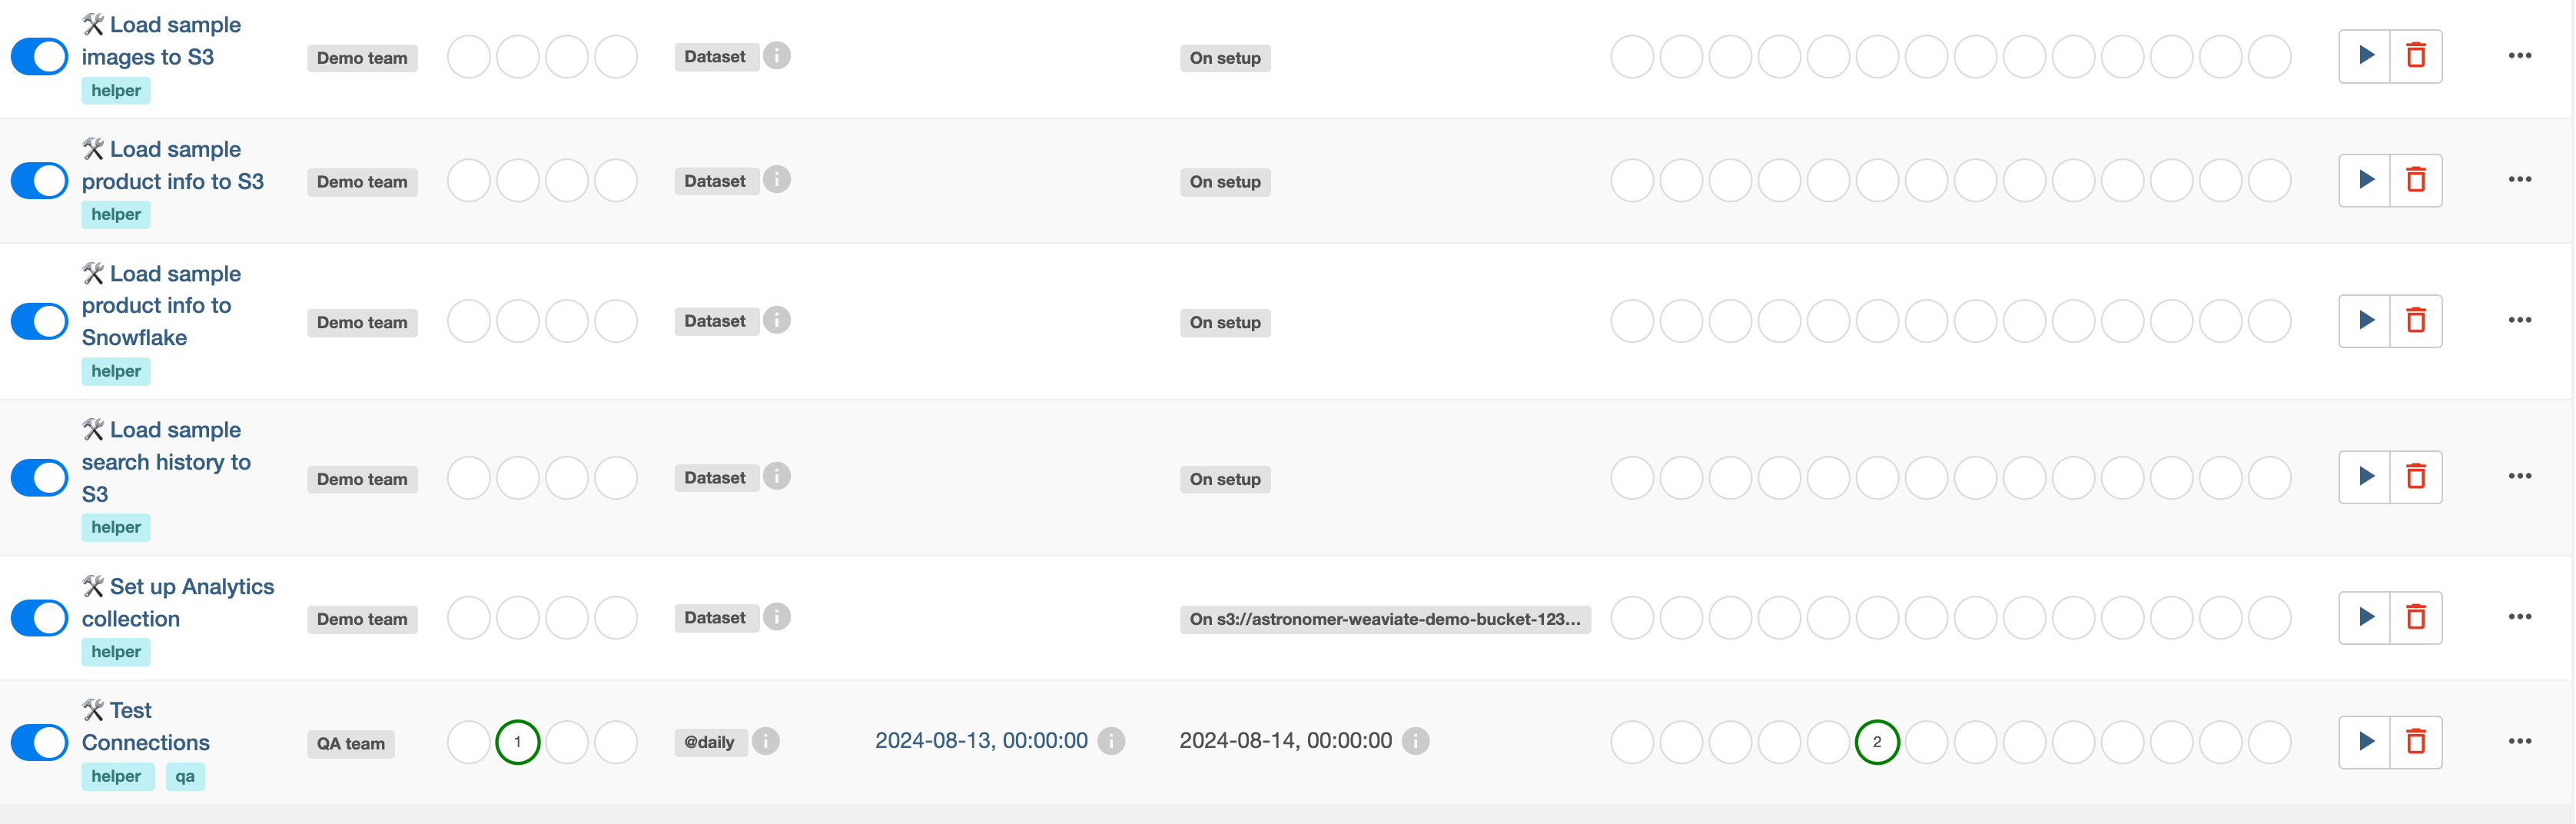 🛠 Load sample
images to S3
helper
Demo team
Dataset
i
On setup
🛠 Load sample
product info to S3
helper
Demo team
Dataset
i
On setup
🛠 Load sample
product info to
Snowflake
helper
Demo team
Dataset
i
On setup
🛠 Load sample
search history to
S3
helper
Demo team
Dataset
i
On setup
🛠 Set up Analytics
collection
helper
Demo team
Dataset
i
On s3://astronomer-weaviate-demo-bucket-123...
🛠 Test
Connections
helper qa
QA team
1
@daily
i
2024-08-13, 00:00:00
i
2024-08-14, 00:00:00
i
2